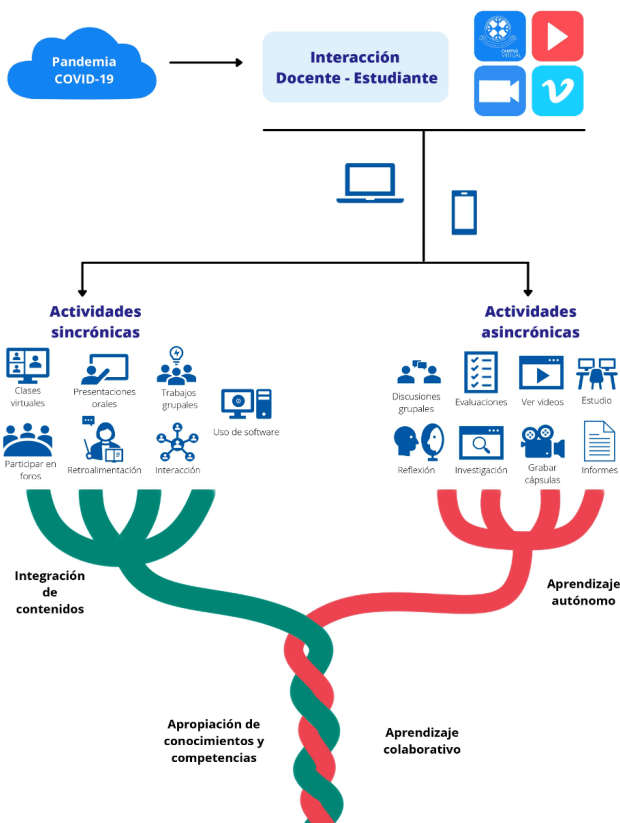 Pandemia
COVID-19
Interacción
Docente - Estudiante
CAMPUS
VIRTUAL
Actividades
sincrónicas
Actividades
asincrónicas
Clases
virtuales
Presentaciones
orales
Trabajos
grupales
Uso de software
Participar en
foros
Retroalimentación
Interacción
Discusiones
grupales
Evaluaciones
Ver videos
Estudio
Reflexión
Investigación
Grabar
cápsulas
Informes
Integración
de
contenidos
Aprendizaje
autónomo
Apropiación de
conocimientos y
competencias
Aprendizaje
colaborativo